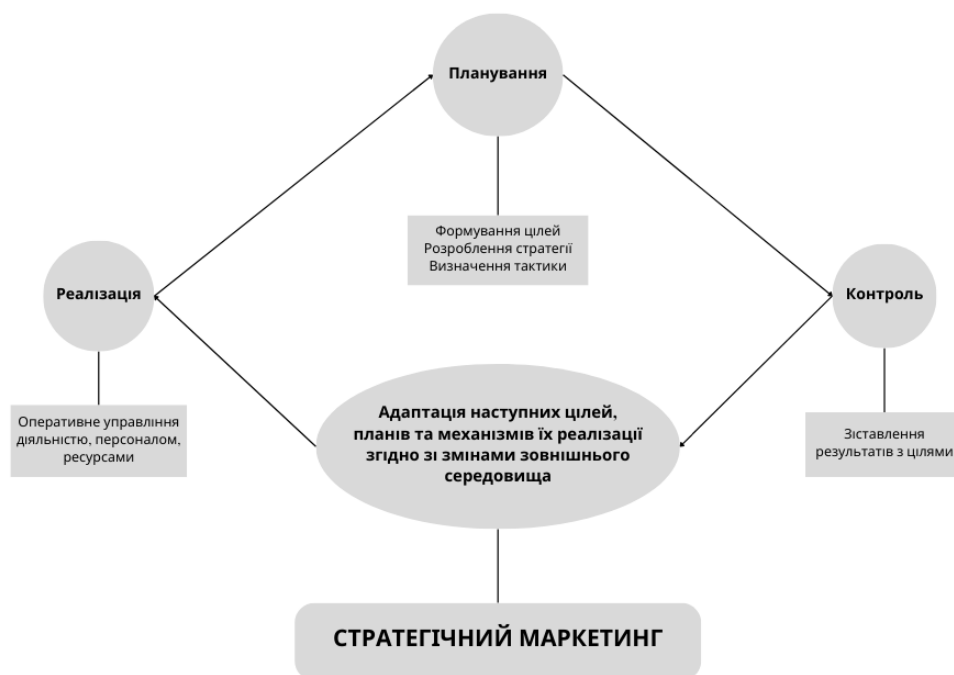 Планування
Формування цілей
Розроблення стратегії
Визначення тактики
Реалізація
Контроль
Оперативне управління
діяльністю, персоналом,
ресурсами
Адаптація наступних цілей,
планів та механізмів їх реалізації
згідно зі змінами зовнішнього
середовища
Зіставлення
результатів з цілями
СТРАТЕГІЧНИЙ МАРКЕТИНГ